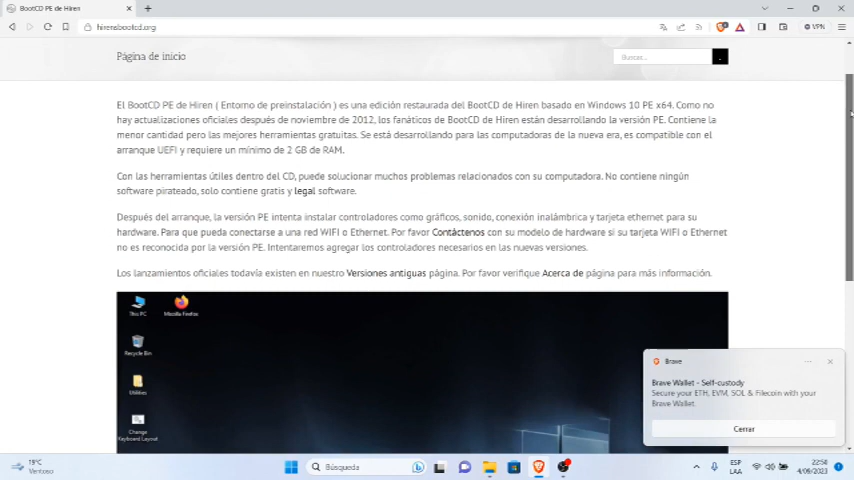 BootCD PE de Hiren
hirensbootcd.org
VPN
Página de inicio
Buscar...
El BootCD PE de Hiren ( Entorno de preinstalación ) es una edición restaurada del BootCD de Hiren basado en Windows 10 PE x64. Como no
hay actualizaciones oficiales después de noviembre de 2012, los fanáticos de BootCD de Hiren están desarrollando la versión PE. Contiene la
menor cantidad pero las mejores herramientas gratuitas. Se está desarrollando para las computadoras de la nueva era, es compatible con el
arranque UEFI y requiere un mínimo de 2 GB de RAM.
Con las herramientas útiles dentro del CD, puede solucionar muchos problemas relacionados con su computadora. No contiene ningún
software pirateado, solo contiene gratis y legal software.
Después del arranque, la versión PE intenta instalar controladores como gráficos, sonido, conexión inalámbrica y tarjeta ethernet para su
hardware. Para que pueda conectarse a una red WIFI o Ethernet. Por favor Contáctenos con su modelo de hardware si su tarjeta WIFI o Ethernet
no es reconocida por la versión PE. Intentaremos agregar los controladores necesarios en las nuevas versiones.
Los lanzamientos oficiales todavía existen en nuestro Versiones antiguas página. Por favor verifique Acerca de página para más información.
This PC
Mozilla Firefox
Recycle Bin
Utilities
Change
Keyboard Layout
Brave
Brave Wallet - Self-custody
Secure your ETH, EVM, SOL & Filecoin with your
Brave Wallet.
Cerrar
19°C
Ventoso
Búsqueda
ESP
LAA
22:58
4/06/2023